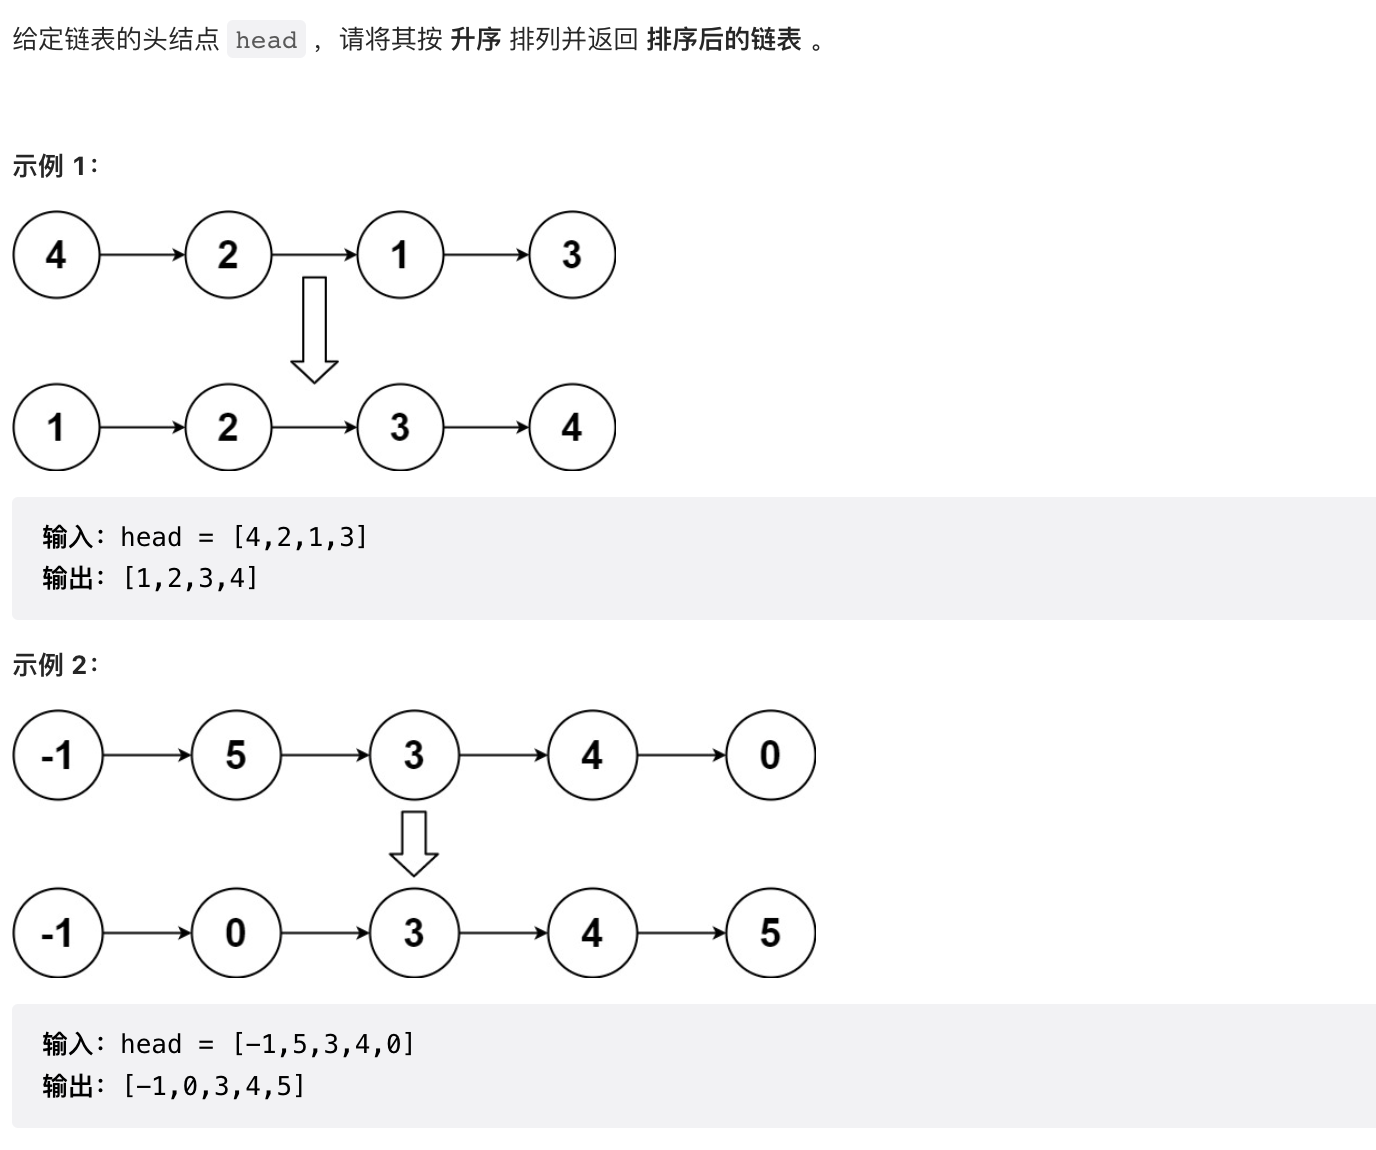 给定链表的头结点 head ，请将其按 升序 排列并返回 排序后的链表 。
示例 1：
4 2 1 3
1 2 3 4
输入：head = [4,2,1,3]
输出：[1,2,3,4]
示例 2：
-1 5 3 4 0
-1 0 3 4 5
输入：head = [-1,5,3,4,0]
输出：[-1,0,3,4,5]